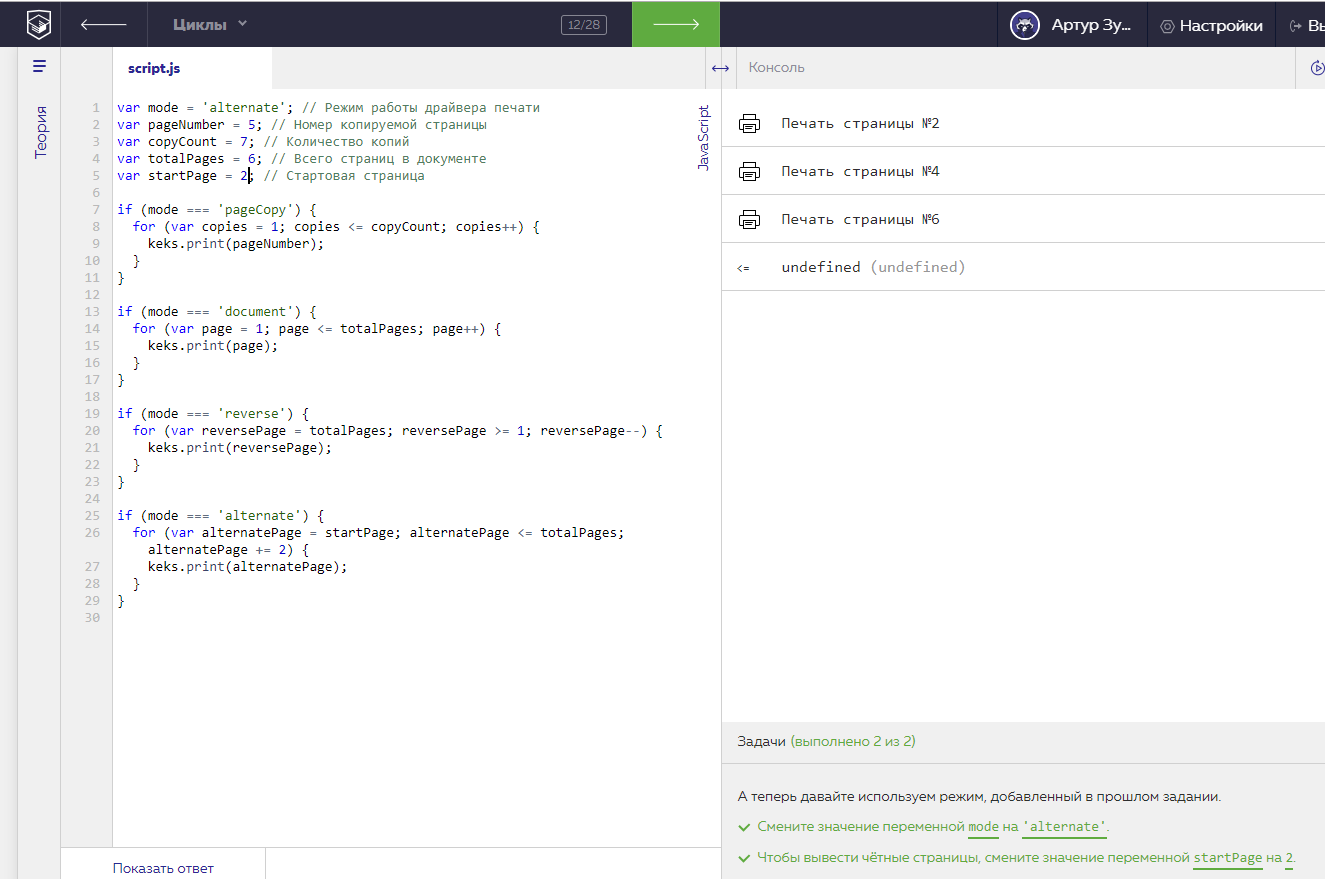 Циклы
12/28
Артур Зу...
Настройки
Вы
script.js
Консоль
Теория
JavaScript
1 var mode = 'alternate'; // Режим работы драйвера печати
2 var pageNumber = 5; // Номер копируемой страницы
3 var copyCount = 7; // Количество копий
4 var totalPages = 6; // Всего страниц в документе
5 var startPage = 2; // Стартовая страница
6
7 if (mode === 'pageCopy') {
8 for (var copies = 1; copies <= copyCount; copies++) {
9 keks.print(pageNumber);
10 }
11 }
12
13 if (mode === 'document') {
14 for (var page = 1; page <= totalPages; page++) {
15 keks.print(page);
16 }
17 }
18
19 if (mode === 'reverse') {
20 for (var reversePage = totalPages; reversePage >= 1; reversePage--) {
21 keks.print(reversePage);
22 }
23 }
24
25 if (mode === 'alternate') {
26 for (var alternatePage = startPage; alternatePage <= totalPages;
alternatePage += 2) {
27 keks.print(alternatePage);
28 }
29 }
30
Показать ответ
Печать страницы №2
Печать страницы №4
Печать страницы №6
<= undefined (undefined)
Задачи (выполнено 2 из 2)
А теперь давайте используем режим, добавленный в прошлом задании.
Смените значение переменной mode на 'alternate'.
Чтобы вывести чётные страницы, смените значение переменной startPage на 2.